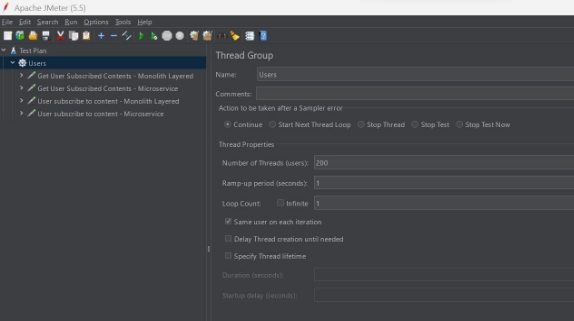 Apache JMeter (5.5)
File Edit Search Run Options Tools Help
Test Plan
Users
Get User Subscribed Contents - Monolith Layered
Get User Subscribed Contents - Microservice
User subscribe to content - Monolith Layered
User subscribe to content - Microservice
Thread Group
Name: Users
Comments:
Action to be taken after a Sampler error
Continue Start Next Thread Loop Stop Thread Stop Test Stop Test Now
Thread Properties
Number of Threads (users): 200
Ramp-up period (seconds): 1
Loop Count: Infinite 1
Same user on each iteration
Delay Thread creation until needed
Specify Thread lifetime
Duration (seconds):
Startup delay (seconds):